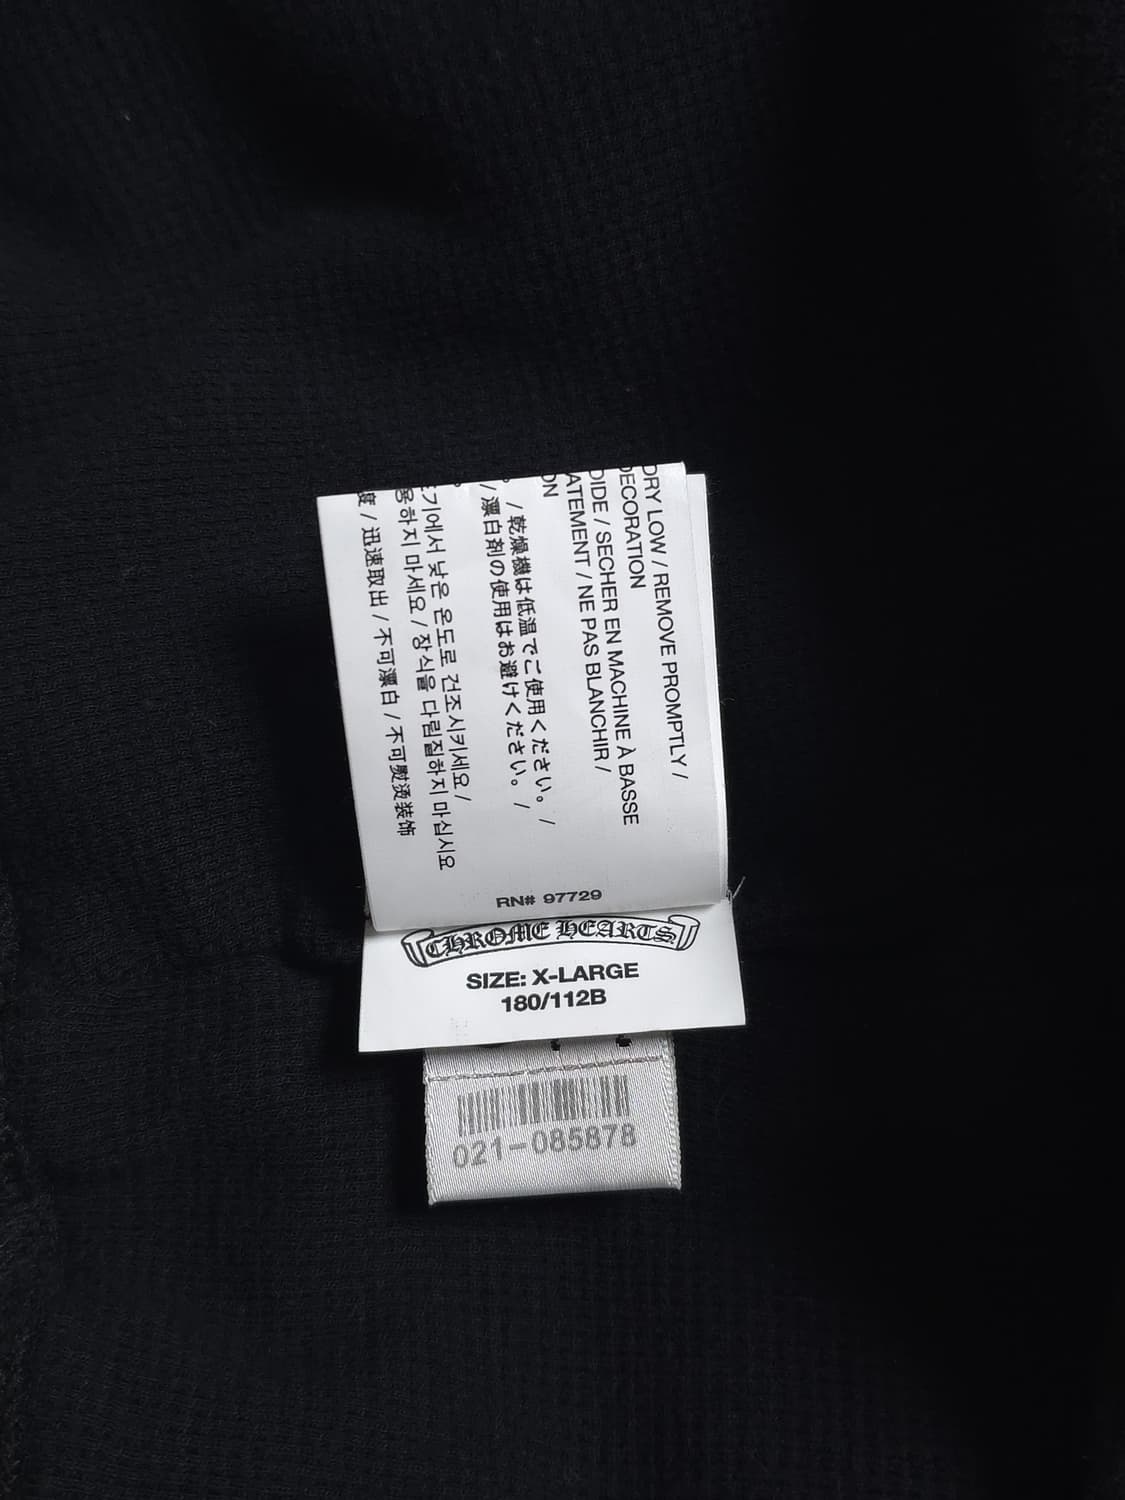 DRY LOW / REMOVE PROMPTLY /
DECORATION
OIDE / SECHER EN MACHINE À BASSE
ATEMENT / NE PAS BLANCHIR /
ON
/ 乾燥機は低温でご使用ください。 /
/ 漂白剤の使用はお避けください。 /
기에서 낮은 온도로 건조시키세요 /
용하지 마세요 / 장식을 다림질하지 마십시요
度 / 迅速取出 / 不可漂白 / 不可熨烫装饰
RN# 97729
CHROME HEARTS
SIZE: X-LARGE
180/112B
021-085878